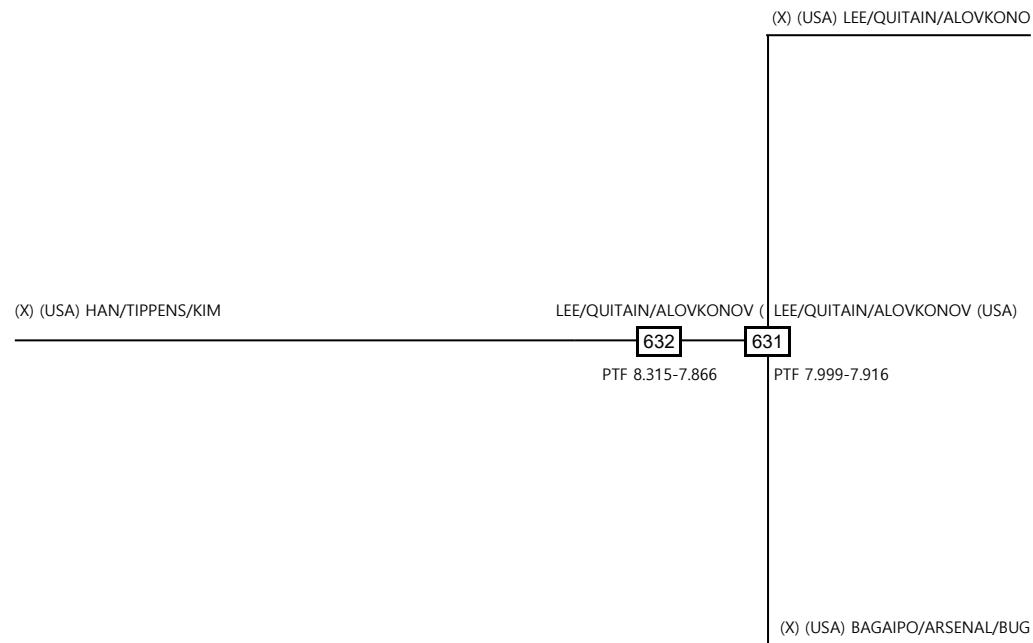 (X) (USA) LEE/QUITAIN/ALOVKONO
(X) (USA) HAN/TIPPENS/KIM
LEE/QUITAIN/ALOVKONOV (
LEE/QUITAIN/ALOVKONOV (USA)
632
631
PTF 8.315-7.866
PTF 7.999-7.916
(X) (USA) BAGAIPO/ARSENAL/BUG